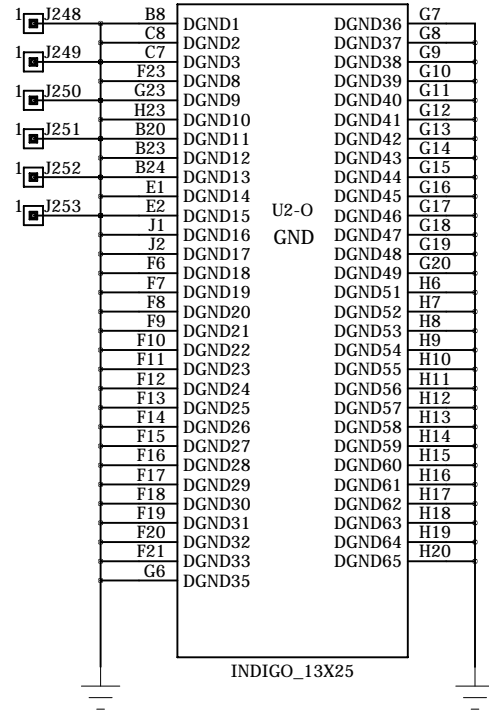 1 J248 B8 DGND1 DGND36 G7
C8 DGND2 DGND37 G8
1 J249 C7 DGND3 DGND38 G9
F23 DGND8 DGND39 G10
1 J250 G23 DGND9 DGND40 G11
H23 DGND10 DGND41 G12
1 J251 B20 DGND11 DGND42 G13
B23 DGND12 DGND43 G14
1 J252 B24 DGND13 DGND44 G15
E1 DGND14 DGND45 G16
1 J253 E2 DGND15 U2-O DGND46 G17
J1 DGND16 GND DGND47 G18
J2 DGND17 DGND48 G19
F6 DGND18 DGND49 G20
F7 DGND19 DGND51 H6
F8 DGND20 DGND52 H7
F9 DGND21 DGND53 H8
F10 DGND22 DGND54 H9
F11 DGND23 DGND55 H10
F12 DGND24 DGND56 H11
F13 DGND25 DGND57 H12
F14 DGND26 DGND58 H13
F15 DGND27 DGND59 H14
F16 DGND28 DGND60 H15
F17 DGND29 DGND61 H16
F18 DGND30 DGND62 H17
F19 DGND31 DGND63 H18
F20 DGND32 DGND64 H19
F21 DGND33 DGND65 H20
G6 DGND35
INDIGO_13X25